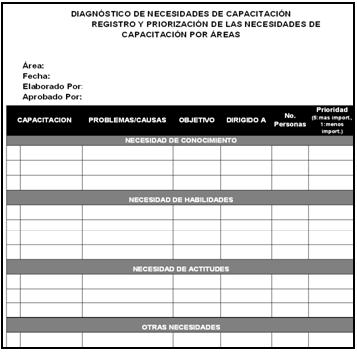 DIAGNÓSTICO DE NECESIDADES DE CAPACITACIÓN
REGISTRO Y PRIORIZACIÓN DE LAS NECESIDADES DE
CAPACITACIÓN POR ÁREAS
Área:
Fecha:
Elaborado Por:
Aprobado Por:
CAPACITACION PROBLEMAS/CAUSAS OBJETIVO DIRIGIDO A No. Personas Prioridad (5:mas import., 1:menos import.)
NECESIDAD DE CONOCIMIENTO
NECESIDAD DE HABILIDADES
NECESIDAD DE ACTITUDES
OTRAS NECESIDADES